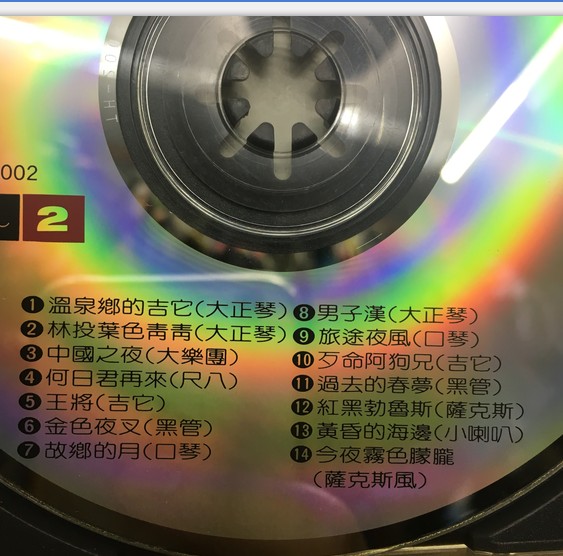 002
2
❶溫泉鄉的吉它(大正琴)
❷林投葉色靑靑(大正琴)
❸中國之夜(大樂團)
❹何日君再來(尺八)
❺王將(吉它)
❻金色夜叉(黑管)
❼故鄉的月(口琴)
❽男子漢(大正琴)
❾旅途夜風(口琴)
❿歹命阿狗兄(吉它)
⓫過去的春夢(黑管)
⓬紅黑勃魯斯(薩克斯)
⓭黃昏的海邊(小喇叭)
⓮今夜霧色朦朧
(薩克斯風)